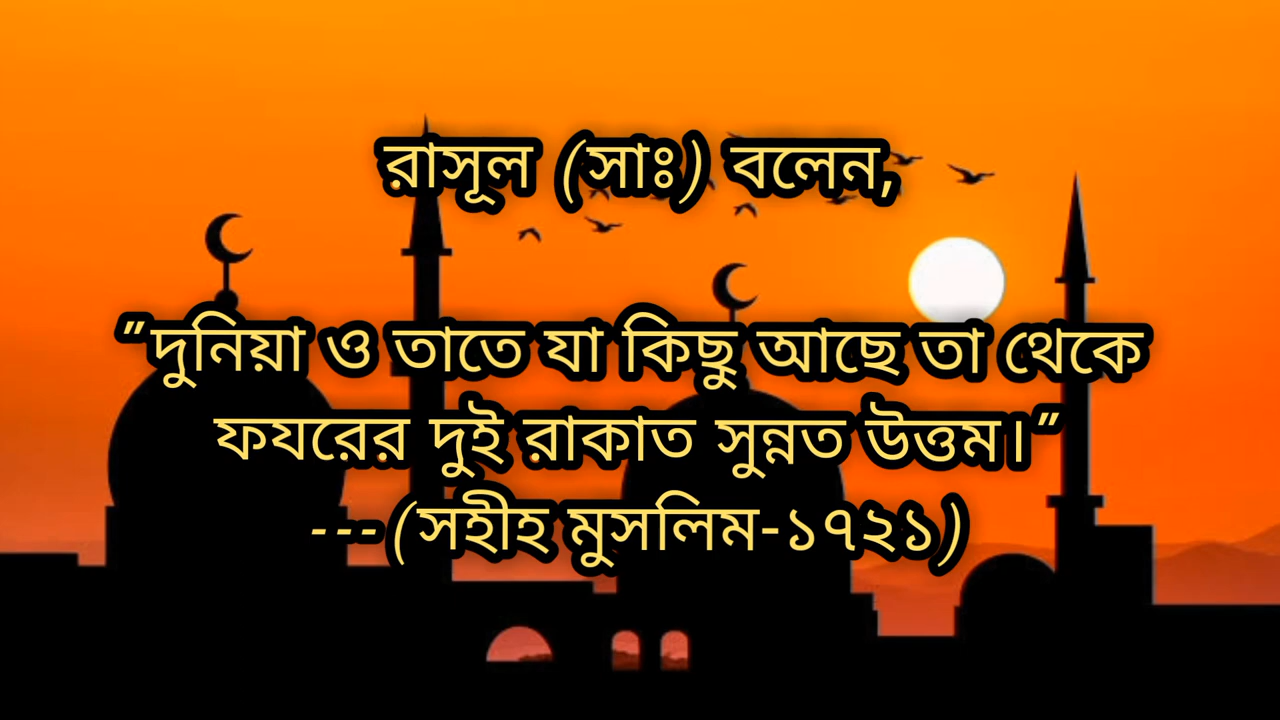 রাসূল (সাঃ) বলেন,
"দুনিয়া ও তাতে যা কিছু আছে তা থেকে
ফযরের দুই রাকাত সুন্নত উত্তম।"
---(সহীহ মুসলিম-১৭২১)